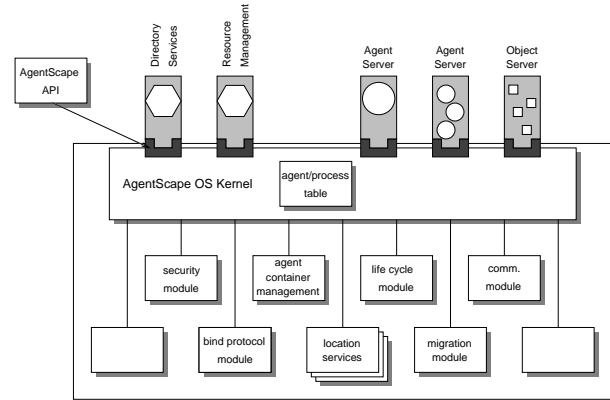 Directory
Services
Resource
Management
Agent
Server
Agent
Server
Object
Server
AgentScape
API
AgentScape OS Kernel
agent/process
table
security
module
agent
container
management
life cycle
module
comm.
module
bind protocol
module
location
services
migration
module